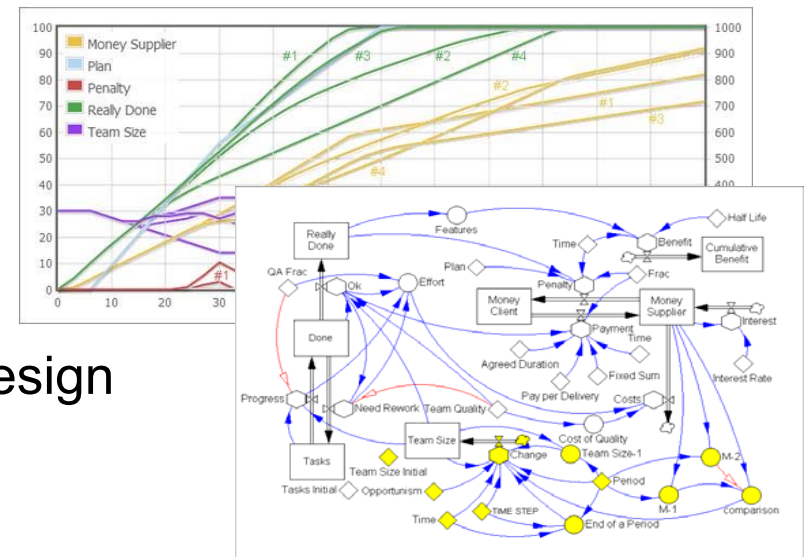 100
90
80
70
60
50
40
30
20
10
0
1000
900
800
700
600
500
400
0
10
20
30
Money Supplier
Plan
Penalty
Really Done
Team Size
#1
#3
#2
#4
#2
#1
#3
#4
#1
esign
Really Done
Features
Time
Benefit
Half Life
Cumulative Benefit
QA Frac
Ok
Effort
Plan
Penalty
Frac
Money Client
Money Supplier
Interest
Done
Payment
Time
Agreed Duration
Fixed Sum
Interest Rate
Pay per Delivery
Progress
Need Rework
Team Quality
Costs
Cost of Quality
Tasks
Team Size
Change
Team Size-1
M-2
Team Size Initial
Period
Tasks Initial
Opportunism
M-1
comparison
TIME STEP
Time
End of a Period